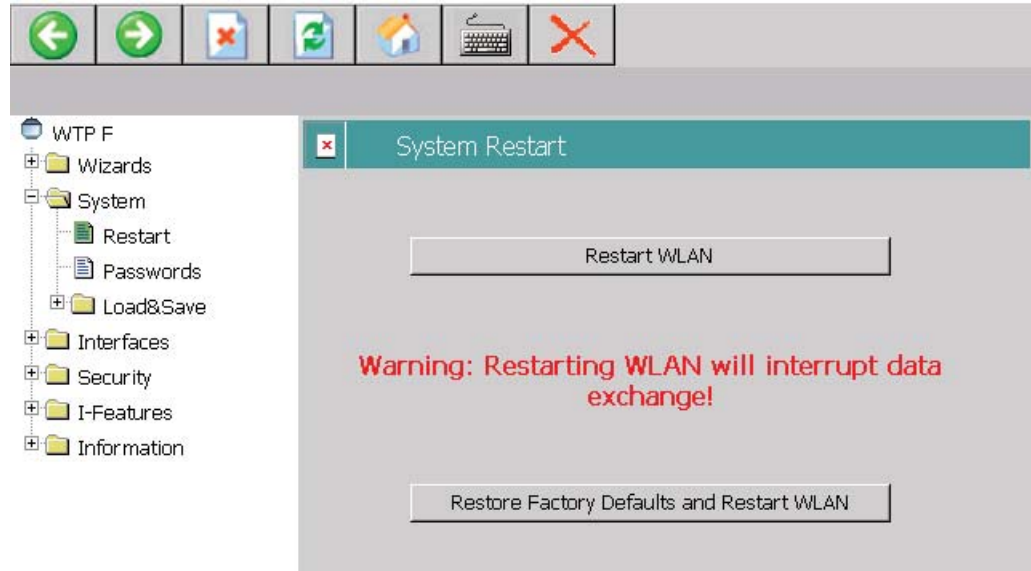 WTP F
Wizards
System
Restart
Passwords
Load&Save
Interfaces
Security
I-Features
Information
System Restart
Restart WLAN
Warning: Restarting WLAN will interrupt data
exchange!
Restore Factory Defaults and Restart WLAN